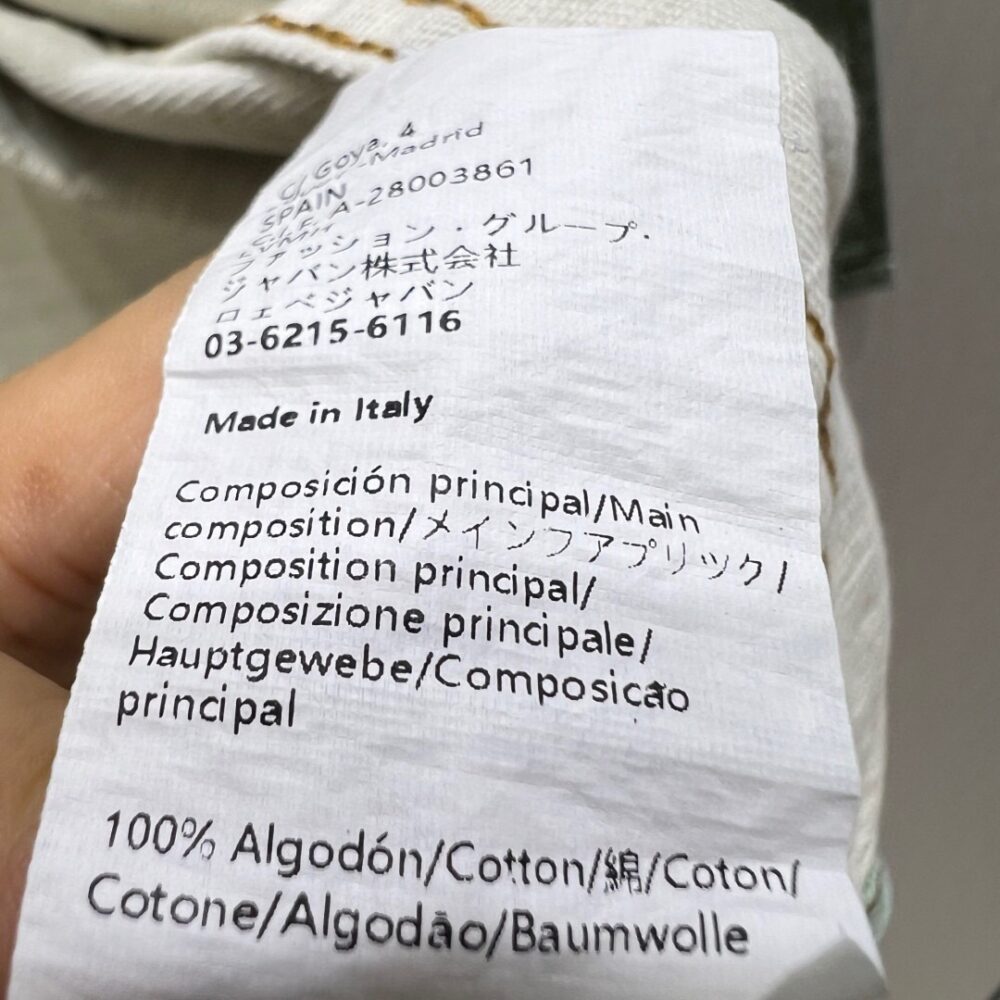 C/ Goya, 4
-Madrid
SPAIN
C.I.F. A-28003861
ファッション・グループ.
ジャパン株式会社
ロエベジャパン
03-6215-6116
Made in Italy
Composición principal/Main
composition/メインファブリック/
Composition principal/
Composizione principale/
Hauptgewebe/Composicão
principal
100% Algodón/Cotton/綿/Coton/
Cotone/Algodão/Baumwolle